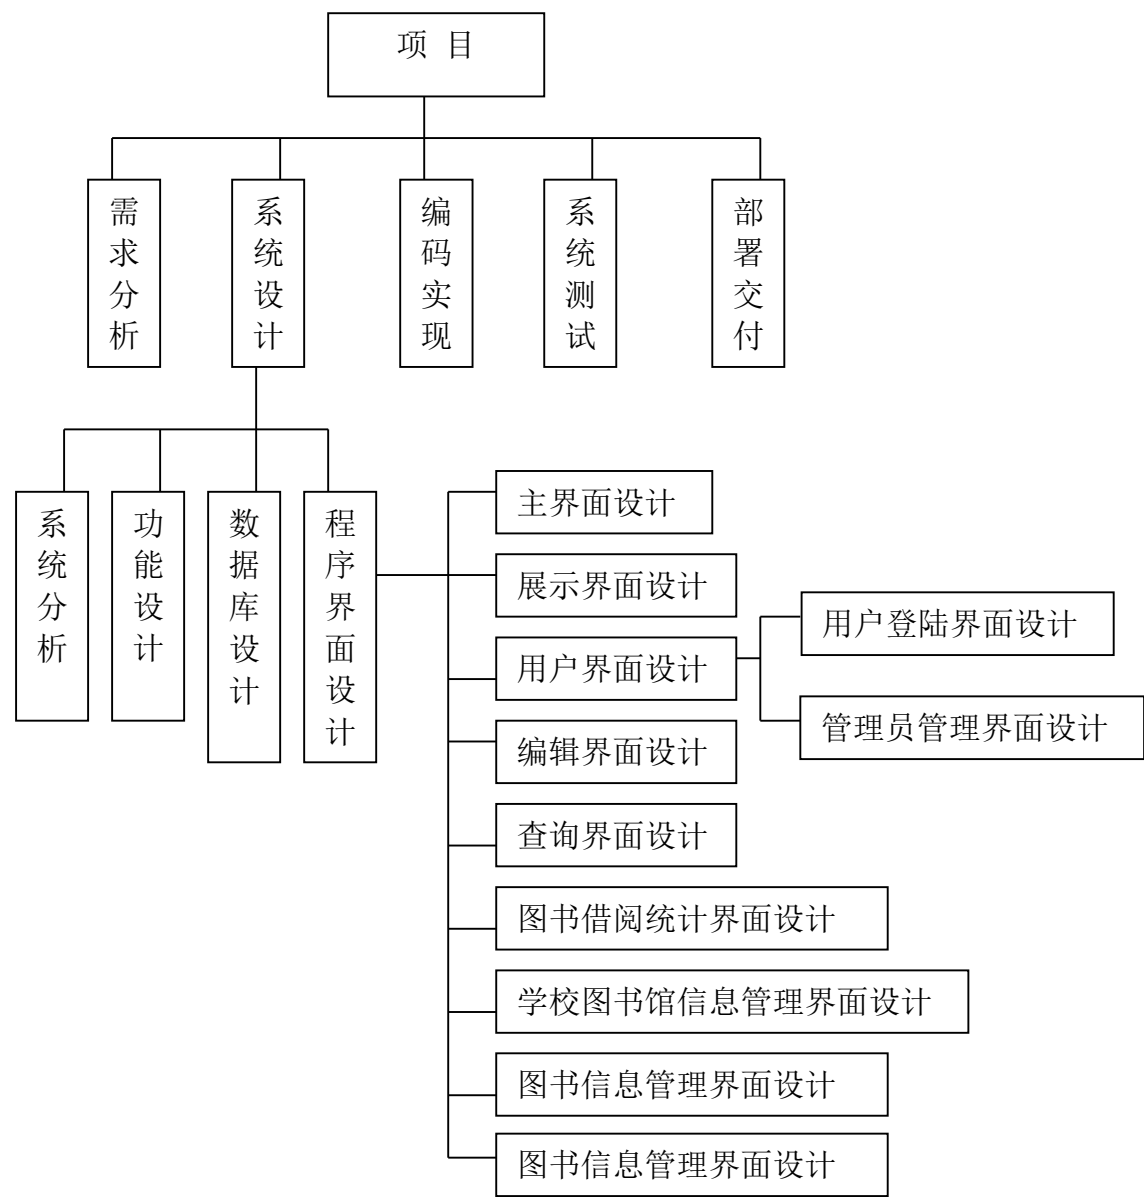 项 目
需求分析
系统设计
编码实现
系统测试
部署交付
系统分析
功能设计
数据库设计
程序界面设计
主界面设计
展示界面设计
用户界面设计
用户登陆界面设计
管理员管理界面设计
编辑界面设计
查询界面设计
图书借阅统计界面设计
学校图书馆信息管理界面设计
图书信息管理界面设计
图书信息管理界面设计